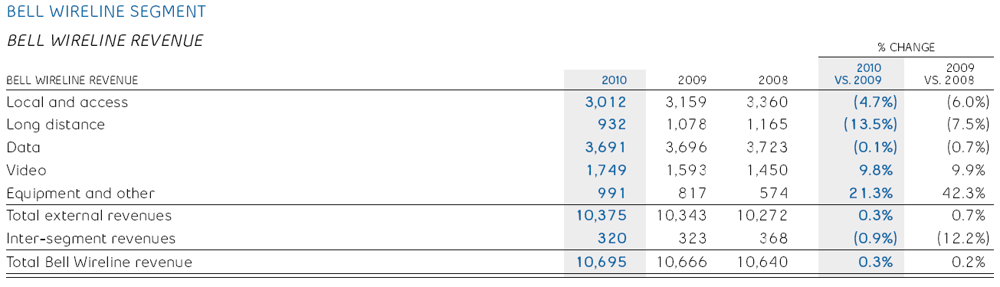 BELL WIRELINE SEGMENT
BELL WIRELINE REVENUE
% CHANGE
2010 2009
BELL WIRELINE REVENUE 2010 2009 2008 VS. 2009 VS. 2008
Local and access 3,012 3,159 3,360 (4.7%) (6.0%)
Long distance 932 1,078 1,165 (13.5%) (7.5%)
Data 3,691 3,696 3,723 (0.1%) (0.7%)
Video 1,749 1,593 1,450 9.8% 9.9%
Equipment and other 991 817 574 21.3% 42.3%
Total external revenues 10,375 10,343 10,272 0.3% 0.7%
Inter-segment revenues 320 323 368 (0.9%) (12.2%)
Total Bell Wireline revenue 10,695 10,666 10,640 0.3% 0.2%